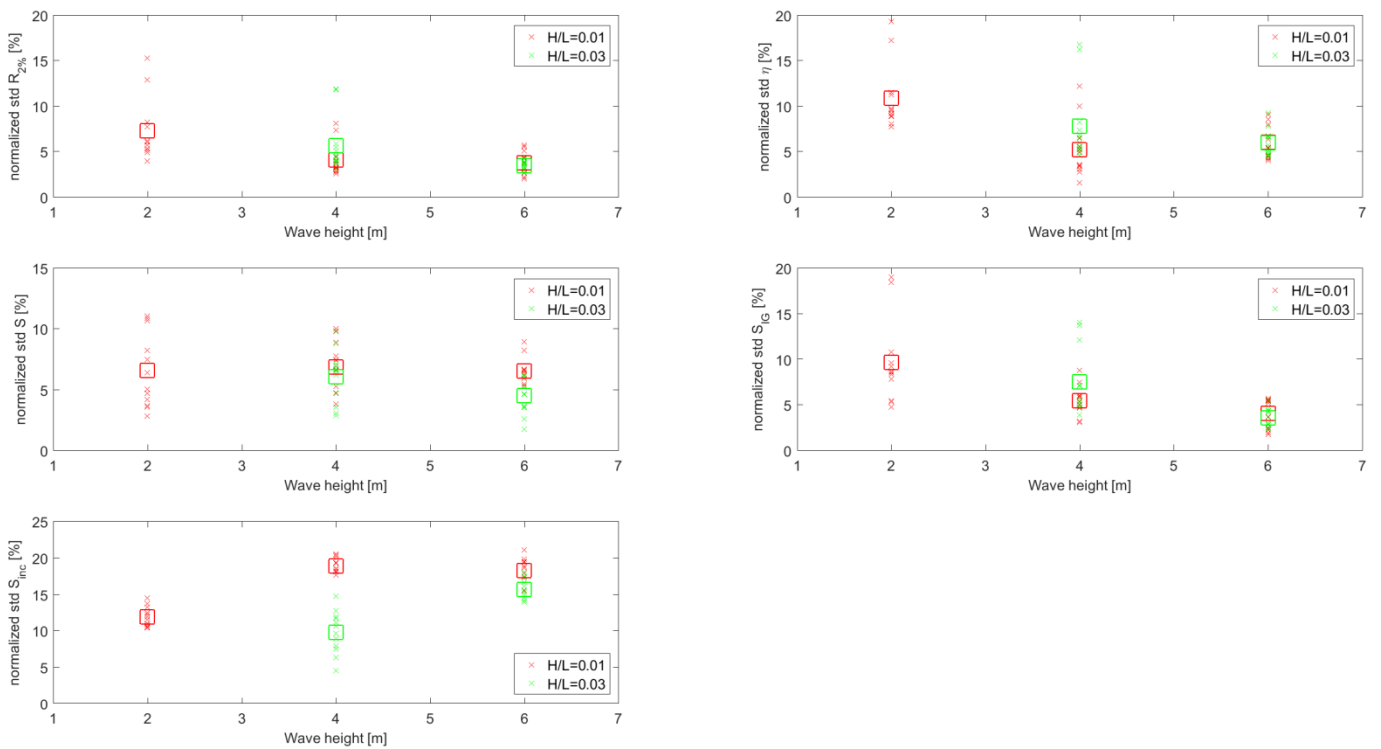 normalized std R2% [%]
20
15
10
5
0
H/L=0.01
H/L=0.03
1 2 3 4 5 6 7
Wave height [m]
normalized std η [%]
20
15
10
5
0
H/L=0.01
H/L=0.03
1 2 3 4 5 6 7
Wave height [m]
normalized std S [%]
15
10
5
0
H/L=0.01
H/L=0.03
1 2 3 4 5 6 7
Wave height [m]
normalized std SIG [%]
20
15
10
5
0
H/L=0.01
H/L=0.03
1 2 3 4 5 6 7
Wave height [m]
normalized std Sinc [%]
25
20
15
10
5
0
H/L=0.01
H/L=0.03
1 2 3 4 5 6 7
Wave height [m]